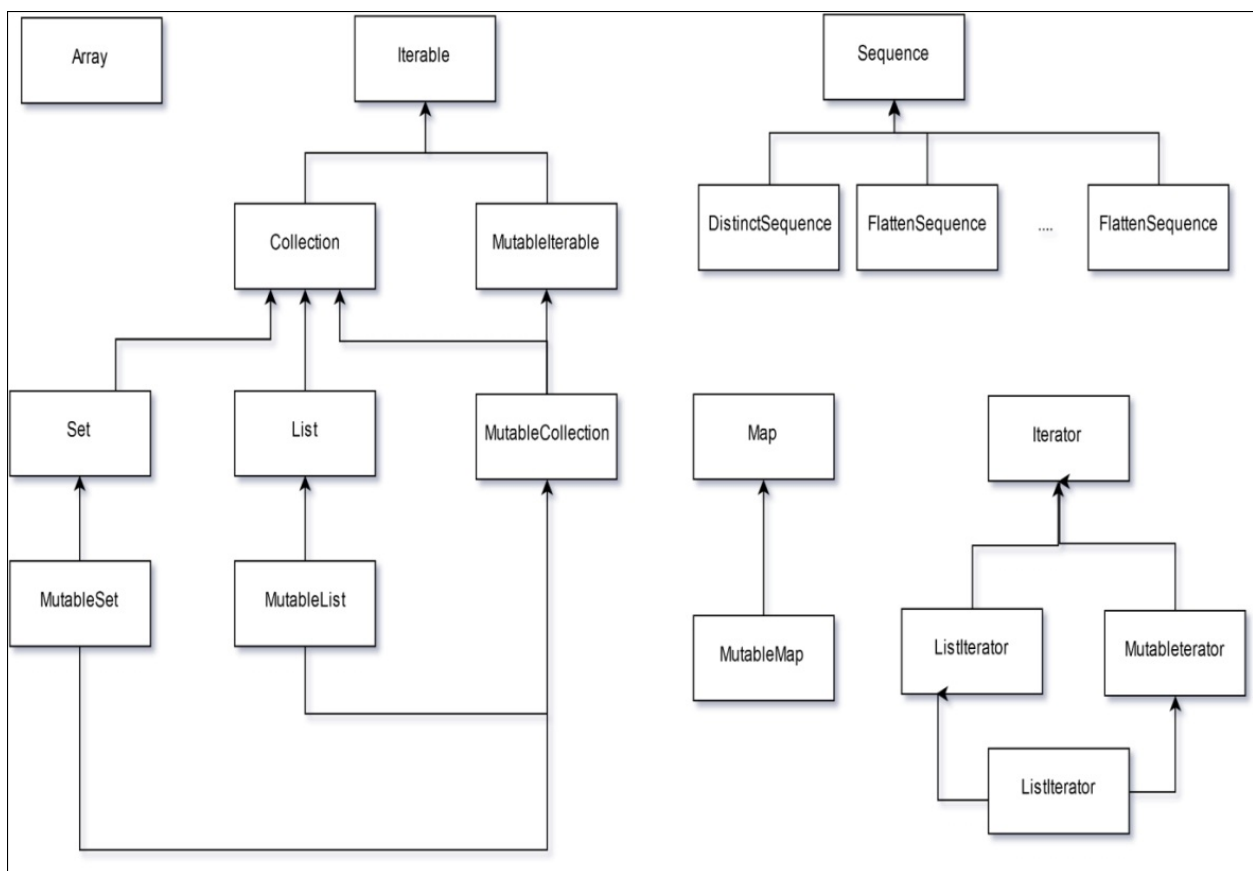 Array
Iterable
Sequence
Collection
MutableIterable
DistinctSequence
FlattenSequence
....
FlattenSequence
Set
List
MutableCollection
Map
Iterator
MutableSet
MutableList
MutableMap
ListIterator
Mutableterator
ListIterator